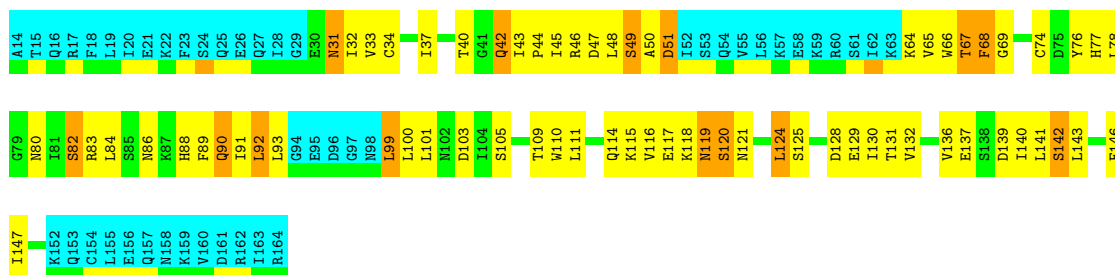 A14 T15 Q16 R17 F18 L19 I20 E21 K22 F23 S24 Q25 E26 Q27 I28 G29 E30 N31 I32 V33 C34 I37 T40 G41 Q42 I43 P44 I45 R46 D47 L48 S49 A50 D51 I52 S53 Q54 V55 L56 K57 E58 K59 R60 S61 I62 K63 K64 V65 W66 T67 F68 G69 C74 D75 Y76 H77 L78
G79 N80 I81 S82 R83 L84 S85 N86 K87 H88 F89 Q90 I91 L92 L93 G94 E95 D96 G97 N98 L99 L100 L101 N102 D103 I104 S105 T109 W110 L111 Q114 K115 V116 E117 K118 N119 S120 N121 L124 S125 D128 E129 I130 T131 V132 V136 E137 S138 D139 I140 L141 S142 L143 E146
I147 K152 Q153 C154 L155 E156 Q157 N158 K159 V160 D161 R162 I163 R164